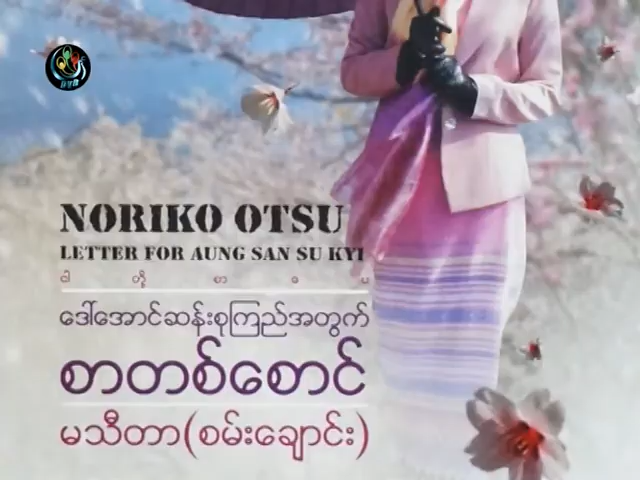 NORIKO OTSU
LETTER FOR AUNG SAN SU KYI
ဒေါ်အောင်ဆန်းစုကြည်အတွက်
စာတစ်စောင်
မသီတာ(စမ်းချောင်း)